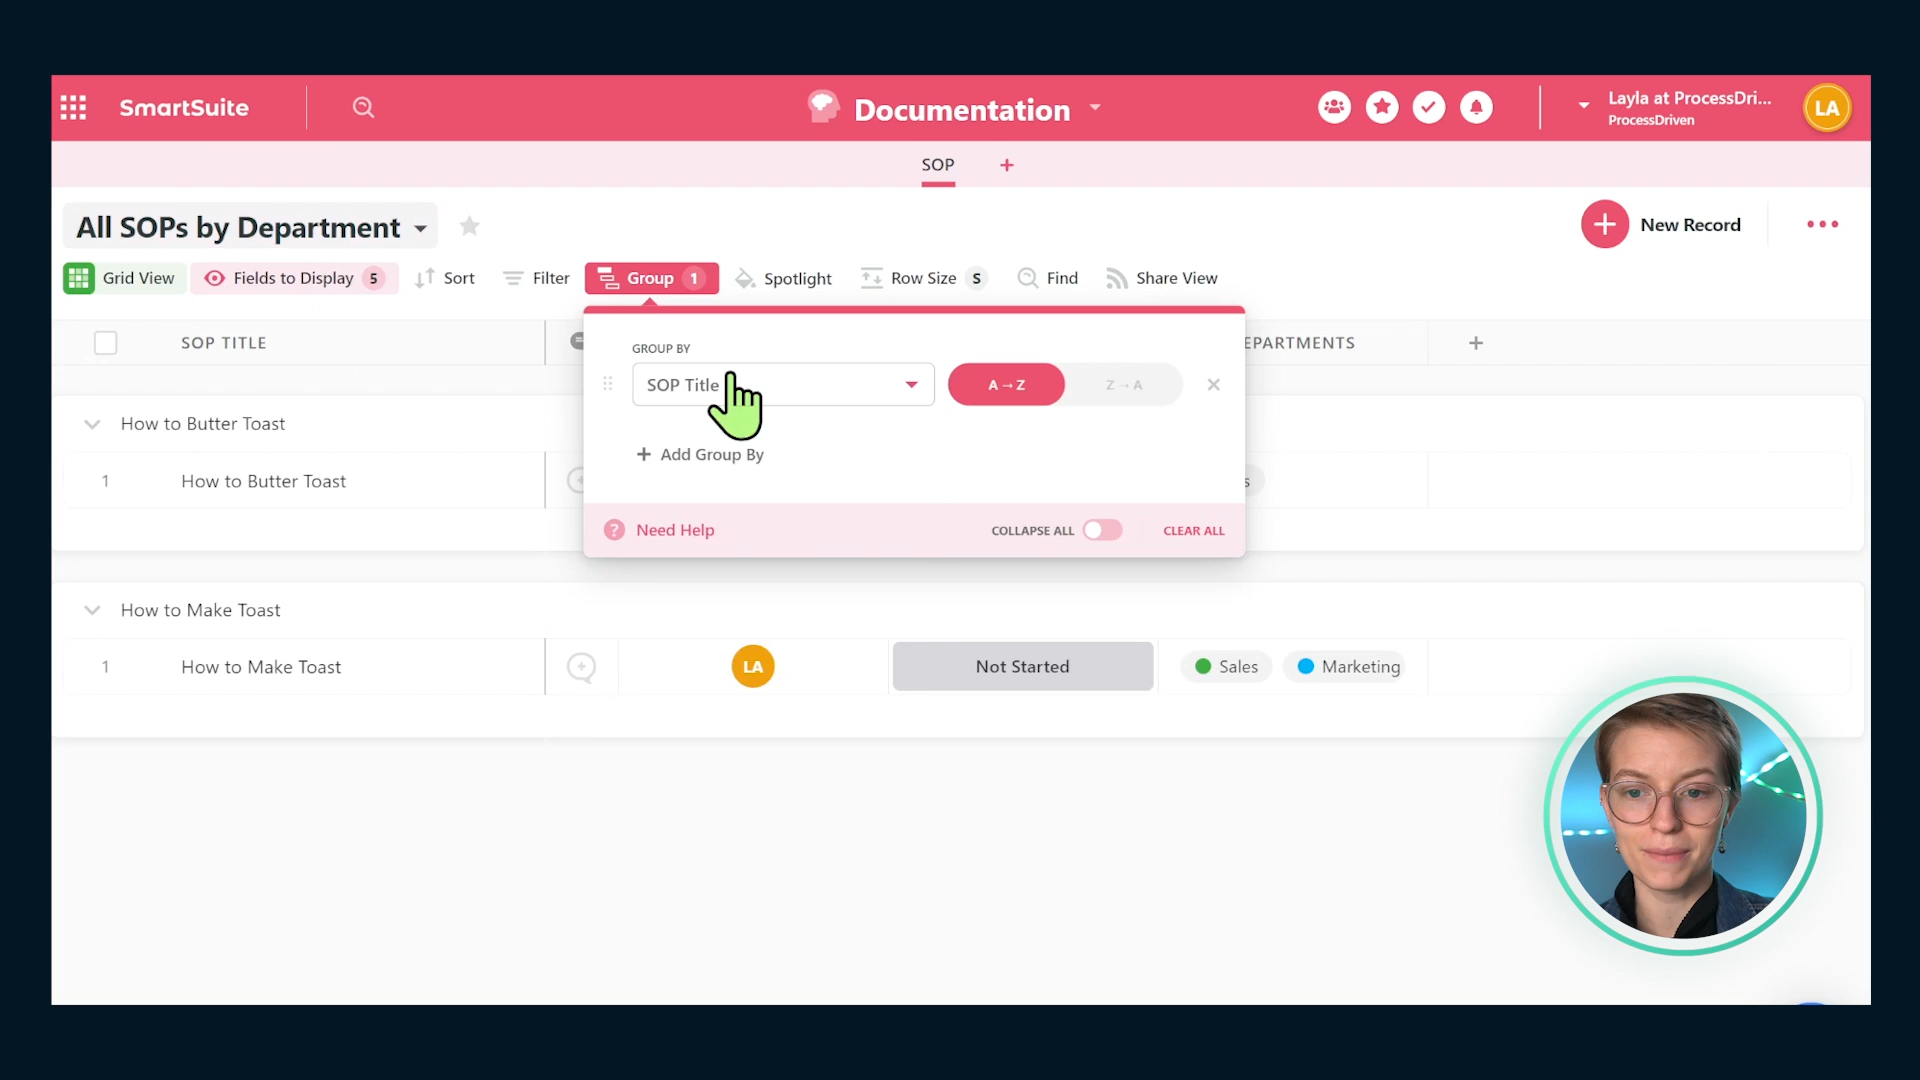 SmartSuite
Documentation
Layla at ProcessDri...
ProcessDriven
LA
SOP
All SOPs by Department
New Record
Grid View
Fields to Display 5
Sort
Filter
Group 1
Spotlight
Row Size S
Find
Share View
SOP TITLE
EPARTMENTS
GROUP BY
SOP Title
A→Z
Z→A
Add Group By
Need Help
COLLAPSE ALL
CLEAR ALL
How to Butter Toast
1 How to Butter Toast
s
How to Make Toast
1 How to Make Toast
LA
Not Started
Sales
Marketing